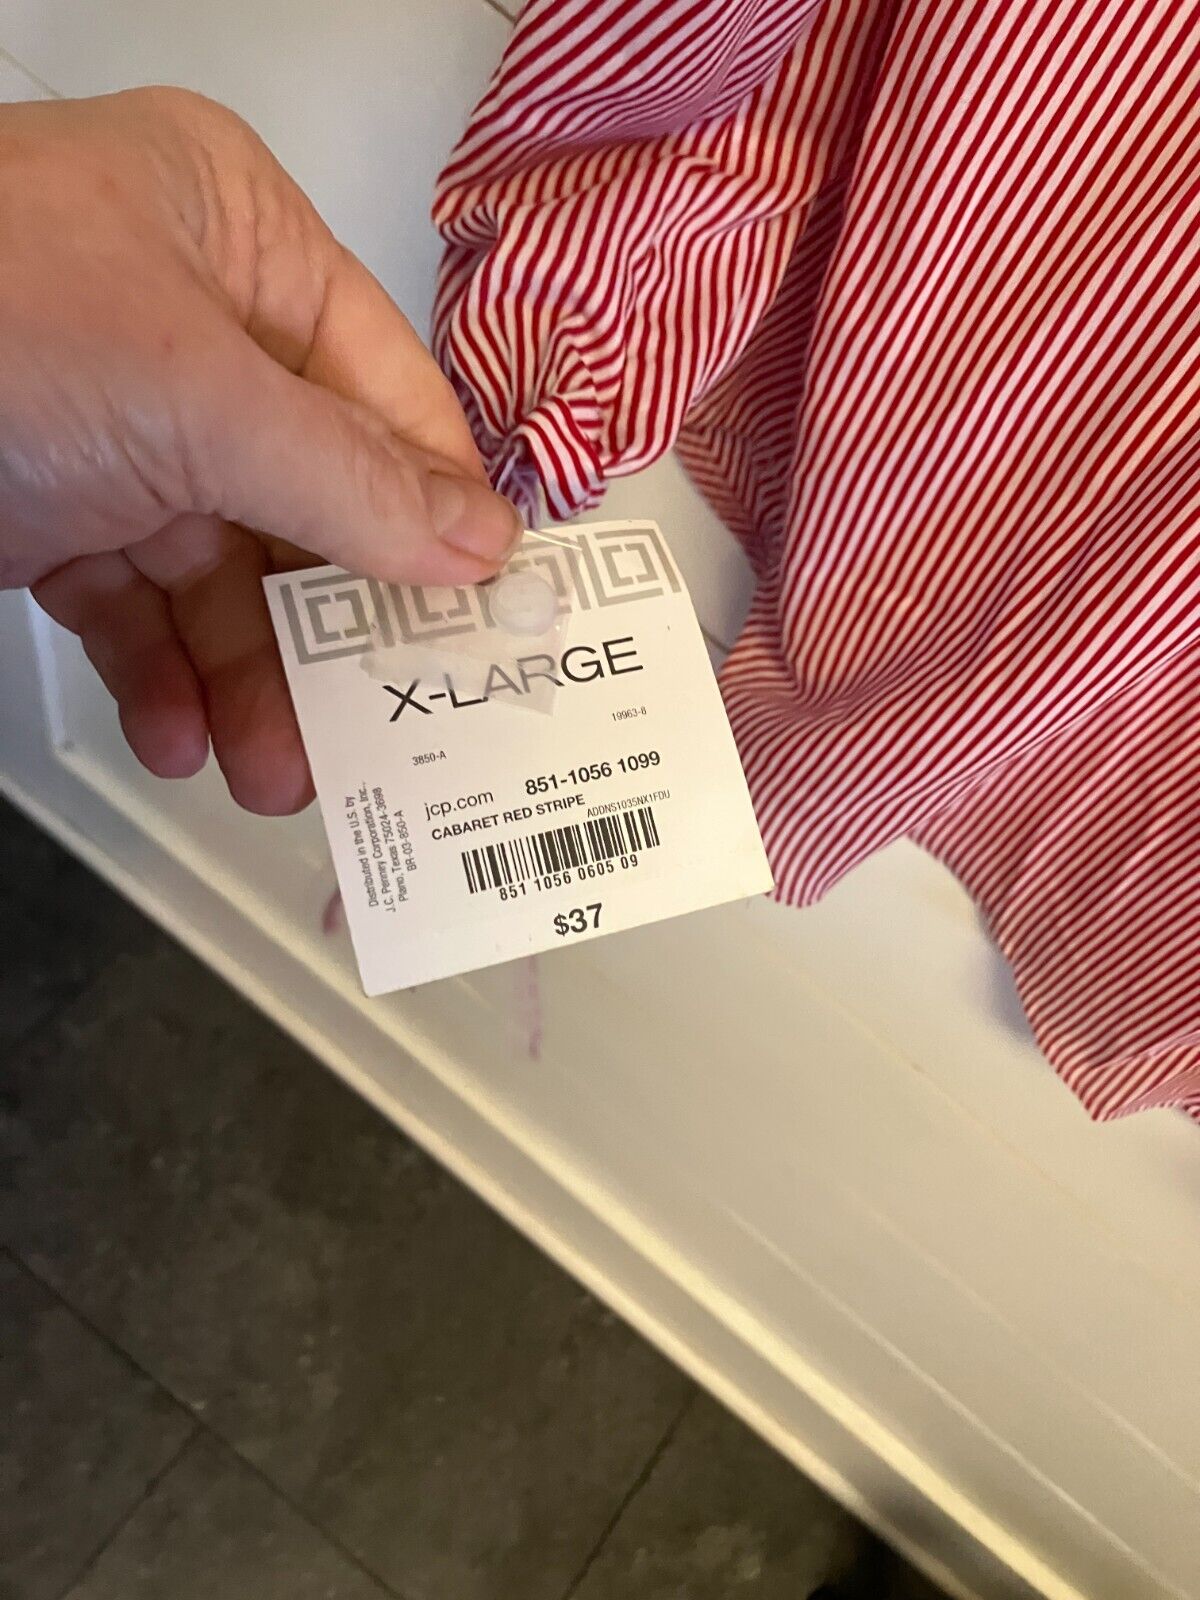 X-LARGE
19963-8
3850-A
851-1056 1099
jcp.com
CABARET RED STRIPE
ADDNS1035NX1FDU
851 1056 0605 09
$37
Distributed in the U.S. by
J.C. Penney Corporation, Inc.,
Plano, Texas 75024-3698
BR-03-850-A